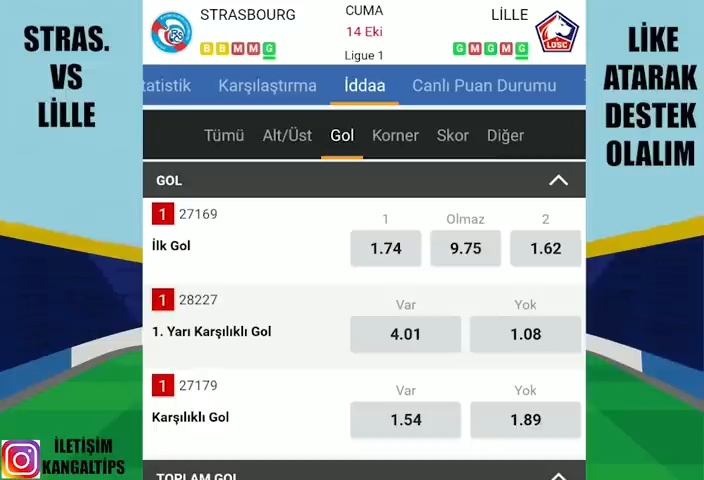 STRAS.
VS
LİLLE
STRASBOURG
B B M M G
CUMA
14 Eki
Ligue 1
LİLLE
G M G M G
LOSC
LİKE
ATARAK
DESTEK
OLALIM
tatistik Karşılaştırma İddaa Canlı Puan Durumu
Tümü Alt/Üst Gol Korner Skor Diğer
GOL
1 27169
1 Olmaz 2
İlk Gol
1.74 9.75 1.62
1 28227
Var Yok
1. Yarı Karşılıklı Gol
4.01 1.08
1 27179
Var Yok
Karşılıklı Gol
1.54 1.89
TOPLAM GOL
İLETİŞİM
KANGALTİPS